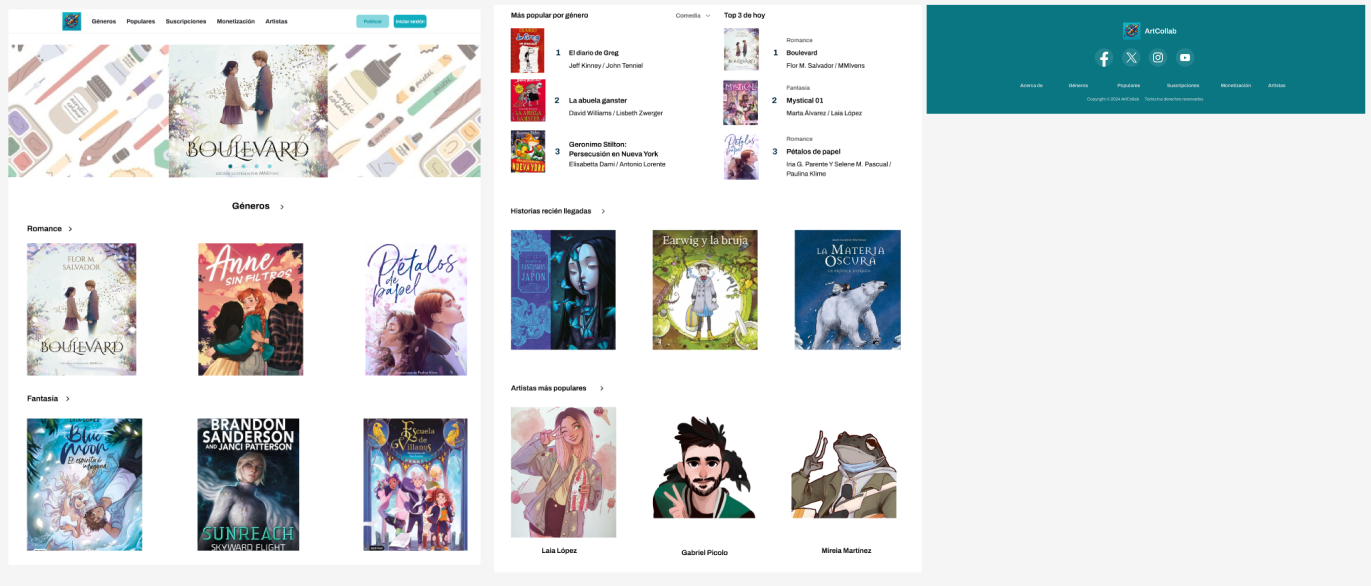 Géneros Populares Suscripciones Monetización Artistas Publicar Iniciar sesión
BOULEVARD
Géneros >
Romance >
FLOR M.
SALVADOR
BOULEVARD
Anne
SIN FILTROS
Pétalos
de
papel
Fantasía >
Blue
moon
El espíritu de
BRANDON
SANDERSON
AND JANCI PATTERSON
SUNREACH
SKYWARD FLIGHT
Escuela
de
Villanos
Más popular por género
Comedia
1 El diario de Greg
Jeff Kinney / John Tenniel
2 La abuela ganster
David Williams / Lisbeth Zwerger
3 Geronimo Stilton:
Persecusión en Nueva York
Elisabetta Dami / Antonio Lorente
Top 3 de hoy
Romance
1 Boulevard
Flor M. Salvador / MMivens
Fantasía
2 Mystical 01
Marta Álvarez / Laia López
Romance
3 Pétalos de papel
Iria G. Parente Y Selene M. Pascual /
Paulina Klime
Historias recién llegadas >
FANTASMAS
JAPÓN
Earwig y la bruja
LA MATERIA
OSCURA
Artistas más populares >
Laia López
Gabriel Picolo
Mireia Martínez
ArtCollab
Acerca de Géneros Populares Suscripciones Monetización Artistas
Copyright © 2024 ArtCollab Todos los derechos reservados